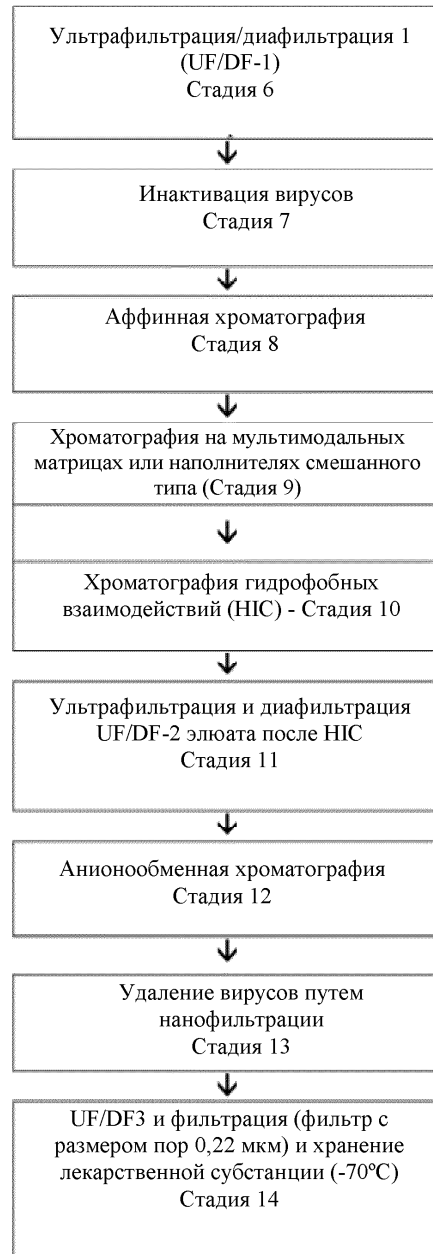 Ультрафильтрация/диафильтрация 1
(UF/DF-1)
Стадия 6
Инактивация вирусов
Стадия 7
Аффинная хроматография
Стадия 8
Хроматография на мультимодальных
матрицах или наполнителях смешанного
типа (Стадия 9)
Хроматография гидрофобных
взаимодействий (HIC) - Стадия 10
Ультрафильтрация и диафильтрация
UF/DF-2 элюата после HIC
Стадия 11
Анионообменная хроматография
Стадия 12
Удаление вирусов путем
нанофильтрации
Стадия 13
UF/DF3 и фильтрация (фильтр с
размером пор 0,22 мкм) и хранение
лекарственной субстанции (-70ºС)
Стадия 14